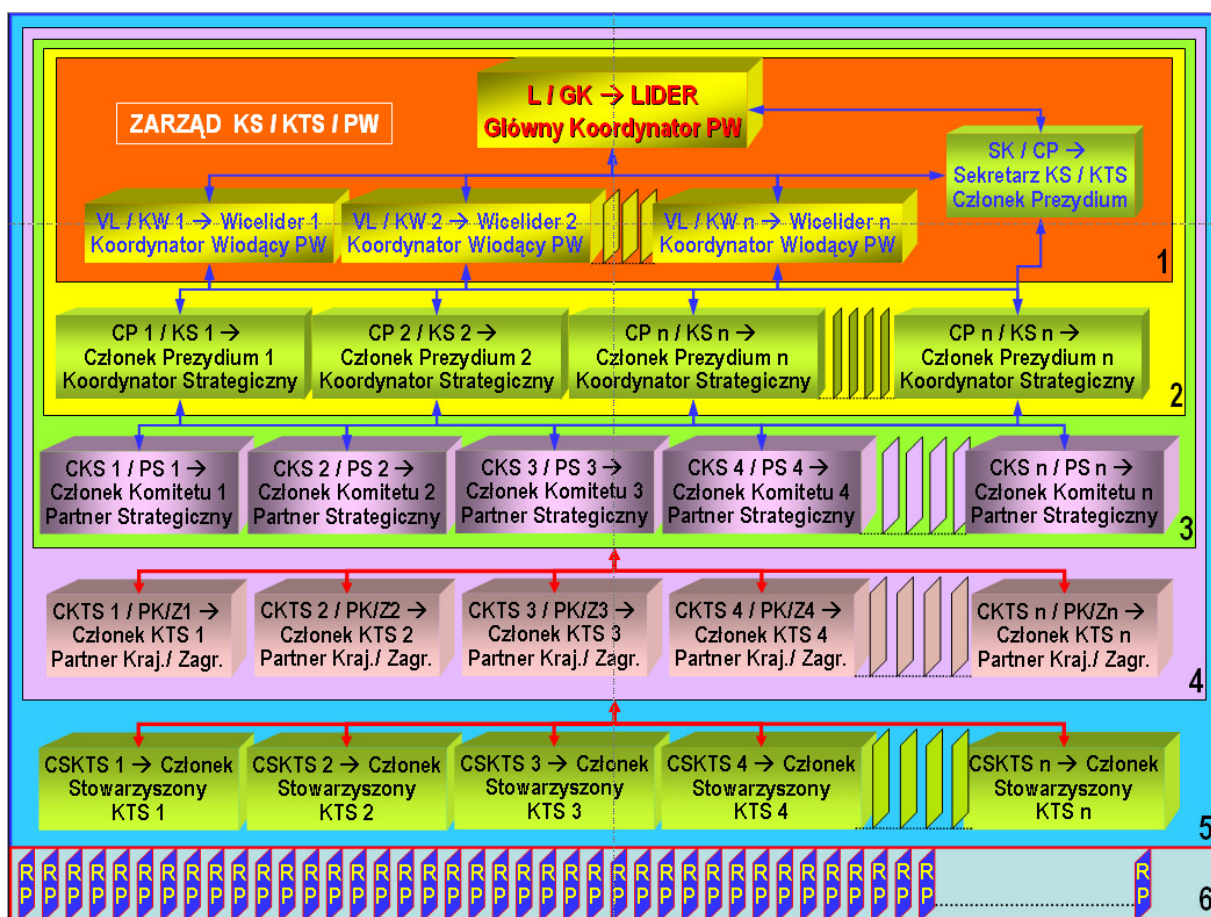 L / GK → LIDER
Główny Koordynator PW
ZARZĄD KS / KTS / PW
SK / CP →
Sekretarz KS / KTS
Członek Prezydium
VL / KW 1 → Wicelider 1
Koordynator Wiodący PW
VL / KW 2 → Wicelider 2
Koordynator Wiodący PW
VL / KW n → Wicelider n
Koordynator Wiodący PW
1
CP 1 / KS 1 →
Członek Prezydium 1
Koordynator Strategiczny
CP 2 / KS 2 →
Członek Prezydium 2
Koordynator Strategiczny
CP n / KS n →
Członek Prezydium n
Koordynator Strategiczny
CP n / KS n →
Członek Prezydium n
Koordynator Strategiczny
2
CKS 1 / PS 1 →
Członek Komitetu 1
Partner Strategiczny
CKS 2 / PS 2 →
Członek Komitetu 2
Partner Strategiczny
CKS 3 / PS 3 →
Członek Komitetu 3
Partner Strategiczny
CKS 4 / PS 4 →
Członek Komitetu 4
Partner Strategiczny
CKS n / PS n →
Członek Komitetu n
Partner Strategiczny
3
CKTS 1 / PK/Z1 →
Członek KTS 1
Partner Kraj./ Zagr.
CKTS 2 / PK/Z2 →
Członek KTS 2
Partner Kraj./ Zagr.
CKTS 3 / PK/Z3 →
Członek KTS 3
Partner Kraj./ Zagr.
CKTS 4 / PK/Z4 →
Członek KTS 4
Partner Kraj./ Zagr.
CKTS n / PK/Zn →
Członek KTS n
Partner Kraj./ Zagr.
4
CSKTS 1 → Członek
Stowarzyszony
KTS 1
CSKTS 2 → Członek
Stowarzyszony
KTS 2
CSKTS 3 → Członek
Stowarzyszony
KTS 3
CSKTS 4 → Członek
Stowarzyszony
KTS 4
CSKTS n → Członek
Stowarzyszony
KTS n
5
R R R R R R R R R R R R R R R R R R R R R R R R R R R R R R R R R R R R R R R R
P P P P P P P P P P P P P P P P P P P P P P P P P P P P P P P P P P P P P P P P
6